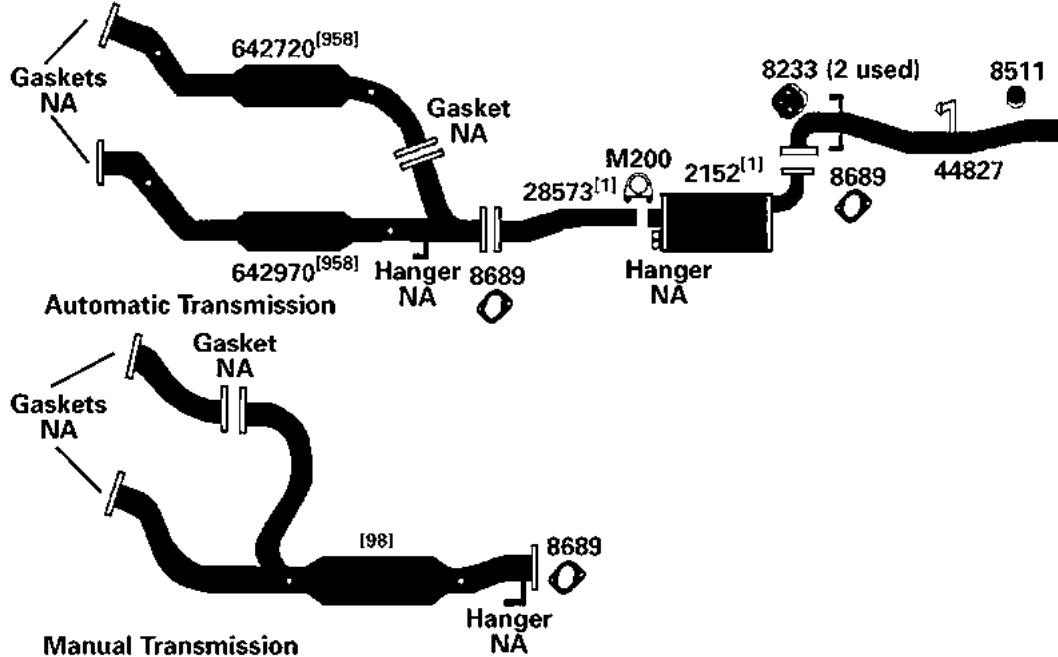 642720[958]
Gaskets
NA
Gasket
NA
8233 (2 used)
8511
M200
28573[1]
2152[1]
8689
44827
642970[958]
Hanger
NA
8689
Hanger
NA
Automatic Transmission
Gasket
NA
Gaskets
NA
[98]
8689
Hanger
NA
Manual Transmission